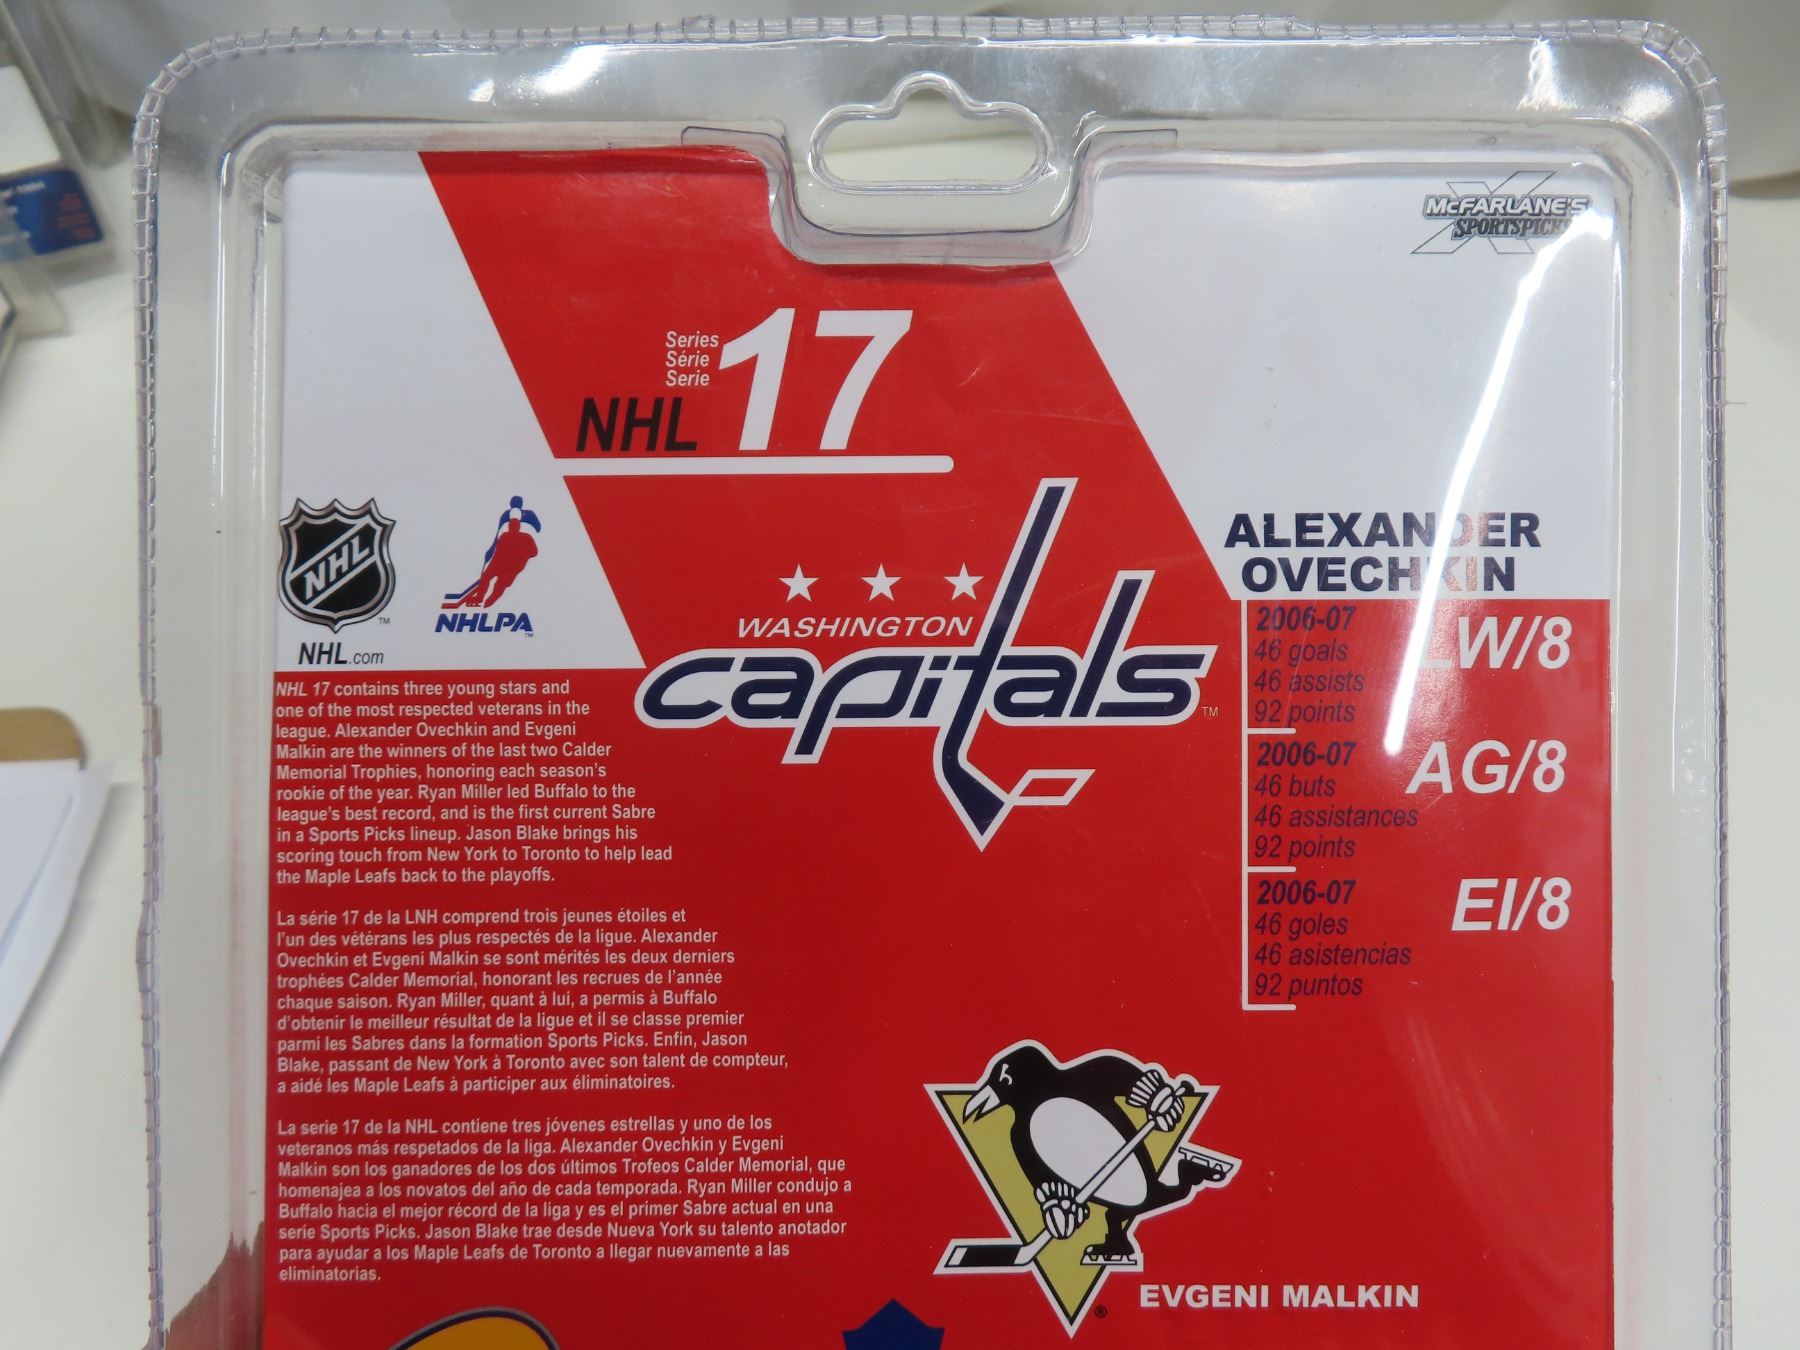 McFARLANE'S
SPORTSPICKS
Series
Série
Serie
NHL 17
NHL
TM
NHL.com
NHLPA
TM
WASHINGTON
capitals
TM
ALEXANDER
OVECHKIN
2006-07
46 goals
46 assists
92 points
LW/8
2006-07
46 buts
46 assistances
92 points
AG/8
2006-07
46 goles
46 asistencias
92 puntos
EI/8
NHL 17 contains three young stars and
one of the most respected veterans in the
league. Alexander Ovechkin and Evgeni
Malkin are the winners of the last two Calder
Memorial Trophies, honoring each season's
rookie of the year. Ryan Miller led Buffalo to the
league's best record, and is the first current Sabre
in a Sports Picks lineup. Jason Blake brings his
scoring touch from New York to Toronto to help lead
the Maple Leafs back to the playoffs.
La série 17 de la LNH comprend trois jeunes étoiles et
l'un des vétérans les plus respectés de la ligue. Alexander
Ovechkin et Evgeni Malkin se sont mérités les deux derniers
trophées Calder Memorial, honorant les recrues de l'année
chaque saison. Ryan Miller, quant à lui, a permis à Buffalo
d'obtenir le meilleur résultat de la ligue et il se classe premier
parmi les Sabres dans la formation Sports Picks. Enfin, Jason
Blake, passant de New York à Toronto avec son talent de compteur,
a aidé les Maple Leafs à participer aux éliminatoires.
La serie 17 de la NHL contiene tres jóvenes estrellas y uno de los
veteranos más respetados de la liga. Alexander Ovechkin y Evgeni
Malkin son los ganadores de los dos últimos Trofeos Calder Memorial, que
homenajea a los novatos del año de cada temporada. Ryan Miller condujo a
Buffalo hacia el mejor récord de la liga y es el primer Sabre actual en una
serie Sports Picks. Jason Blake trae desde Nueva York su talento anotador
para ayudar a los Maple Leafs de Toronto a llegar nuevamente a las
eliminatorias.
®
EVGENI MALKIN